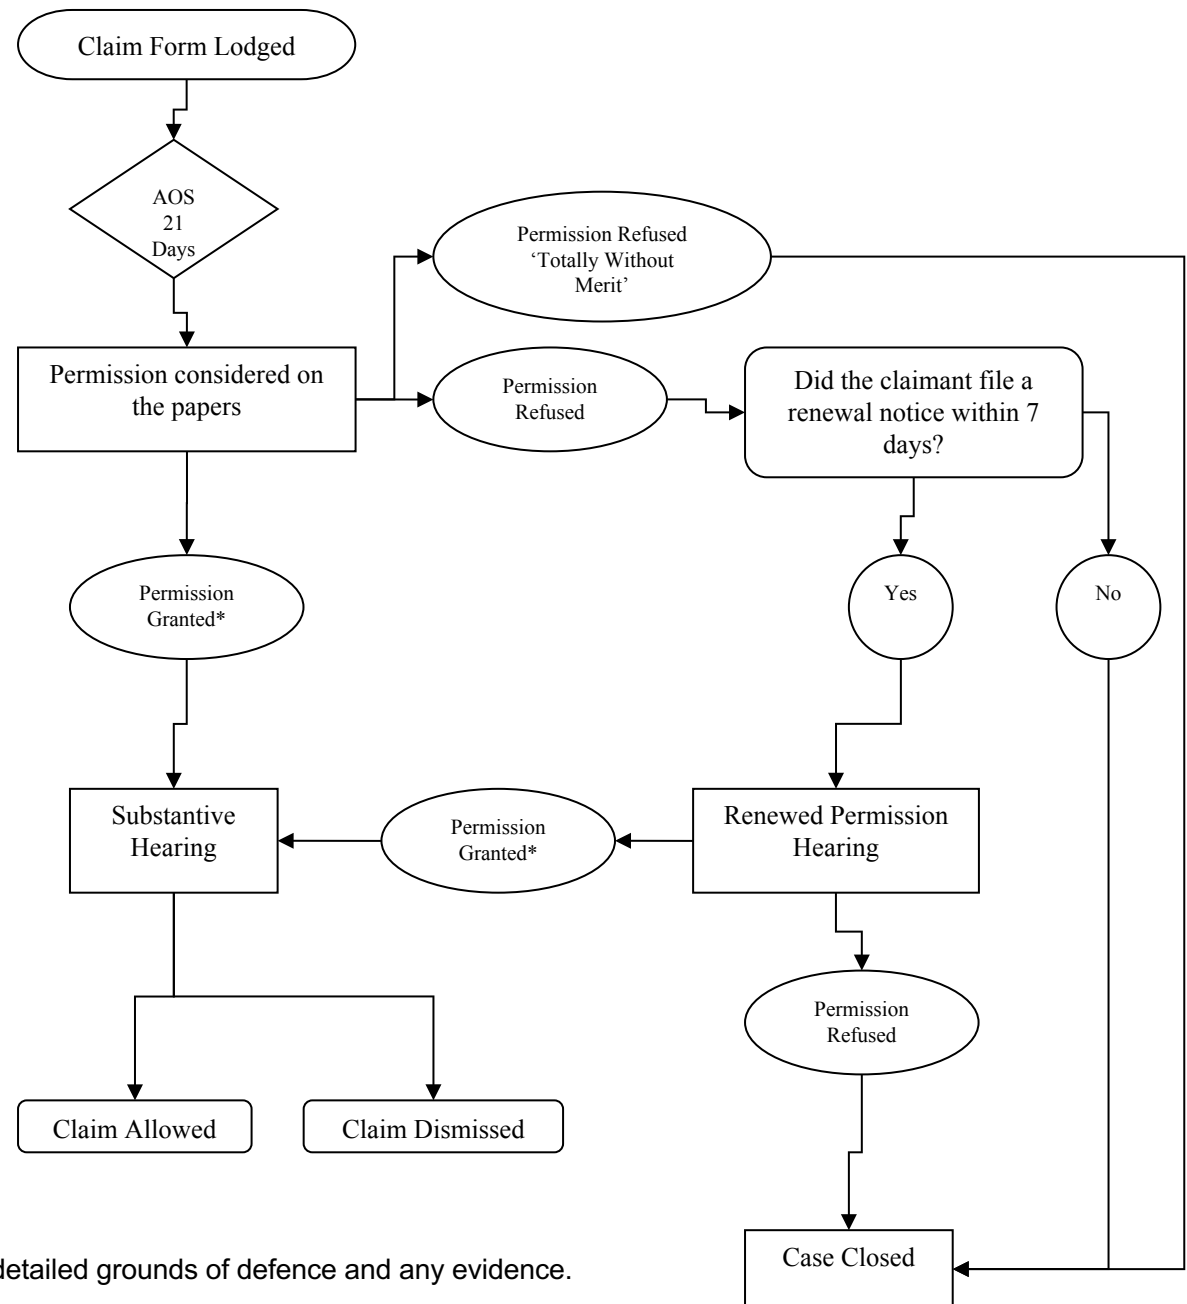 Claim Form Lodged
AOS
21
Days
Permission Refused
‘Totally Without
Merit’
Permission considered on
the papers
Permission
Refused
Did the claimant file a
renewal notice within 7
days?
Permission
Granted*
Yes
No
Substantive
Hearing
Permission
Granted*
Renewed Permission
Hearing
Permission
Refused
Claim Allowed
Claim Dismissed
Case Closed
detailed grounds of defence and any evidence.